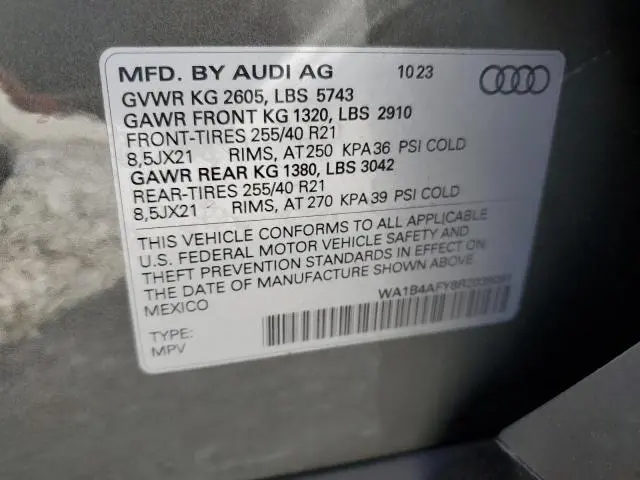 MFD. BY AUDI AG 10 23
GVWR KG 2605, LBS 5743
GAWR FRONT KG 1320, LBS 2910
FRONT-TIRES 255/40 R21
8,5JX21 RIMS, AT 250 KPA 36 PSI COLD
GAWR REAR KG 1380, LBS 3042
REAR-TIRES 255/40 R21
8,5JX21 RIMS, AT 270 KPA 39 PSI COLD
THIS VEHICLE CONFORMS TO ALL APPLICABLE
U.S. FEDERAL MOTOR VEHICLE SAFETY AND
THEFT PREVENTION STANDARDS IN EFFECT ON
THE DATE OF MANUFACTURE SHOWN ABOVE.
MEXICO
TYPE:
MPV